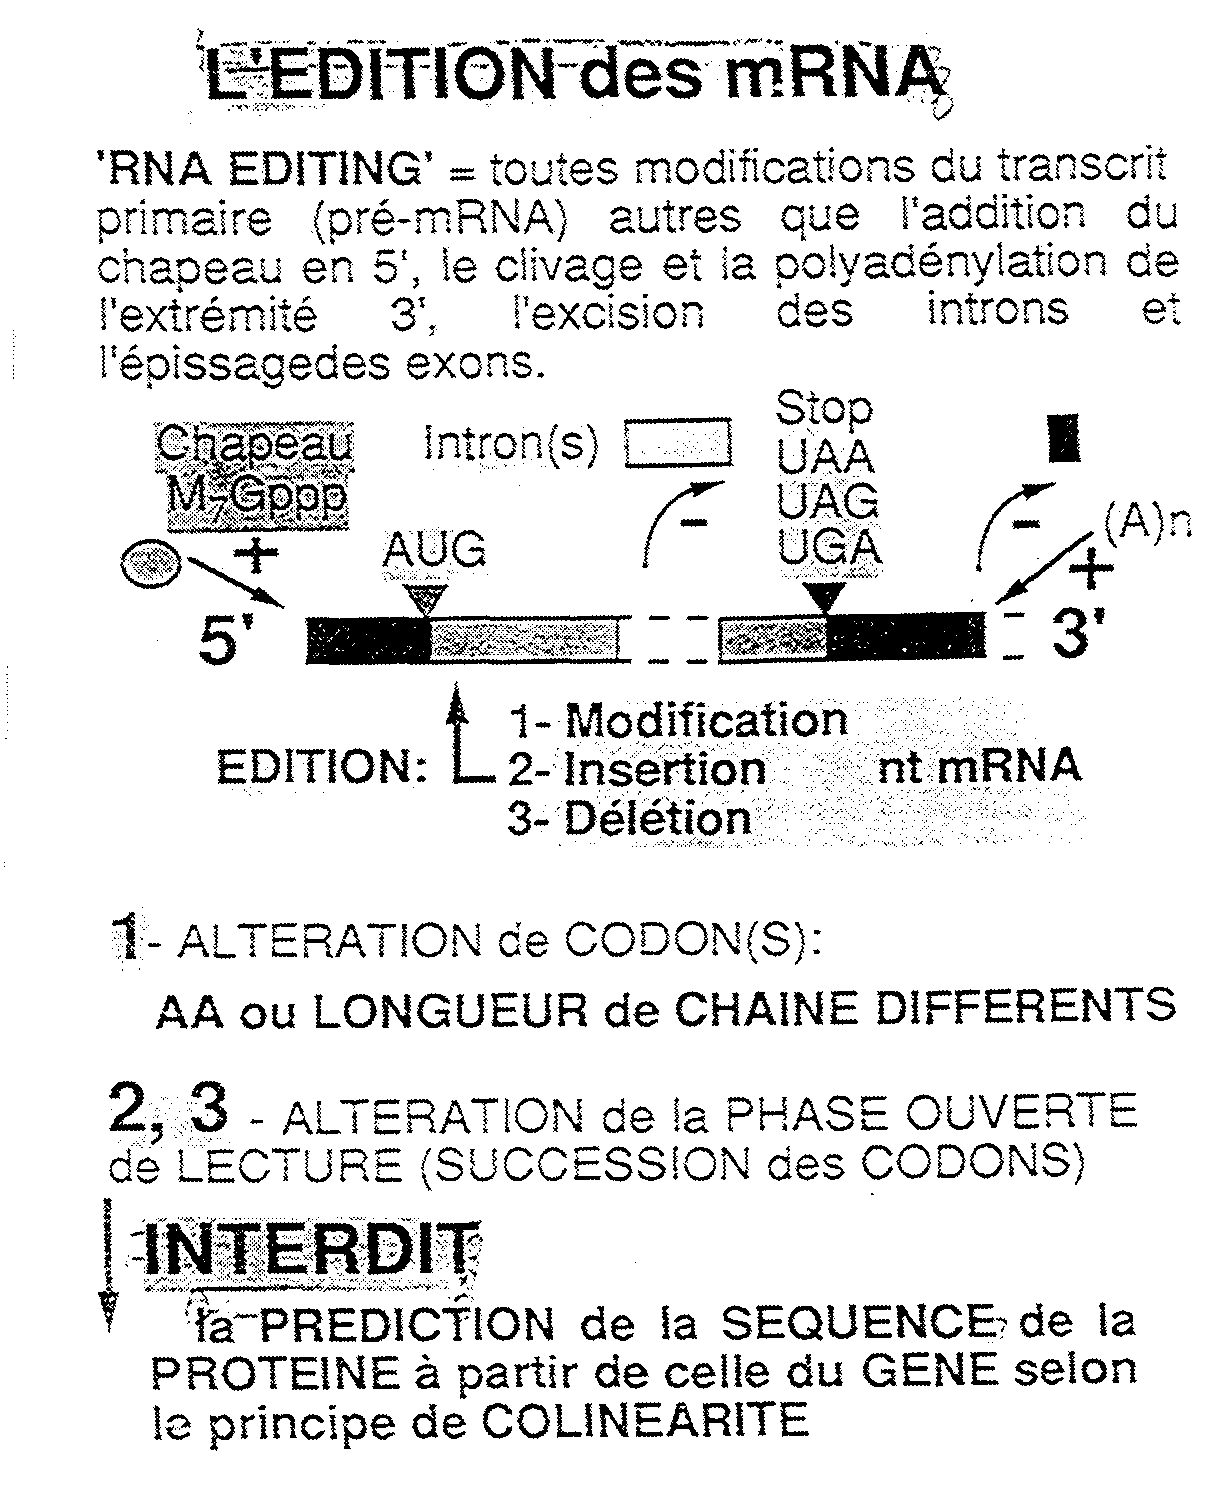 L'EDITION des mRNA
'RNA EDITING' = toutes modifications du transcrit
primaire (pré-mRNA) autres que l'addition du
chapeau en 5', le clivage et la polyadénylation de
l'extrémité 3', l'excision des introns et
l'épissagedes exons.
Chapeau
M7Gppp
+
Intron(s)
AUG
-
Stop
UAA
UAG
UGA
-
(A)n
+
5'
3'
EDITION:
1- Modification
2- Insertion nt mRNA
3- Délétion
1- ALTERATION de CODON(S):
AA ou LONGUEUR de CHAINE DIFFERENTS
2, 3 - ALTERATION de la PHASE OUVERTE
de LECTURE (SUCCESSION des CODONS)
INTERDIT
la PREDICTION de la SEQUENCE de la
PROTEINE à partir de celle du GENE selon
le principe de COLINEARITE